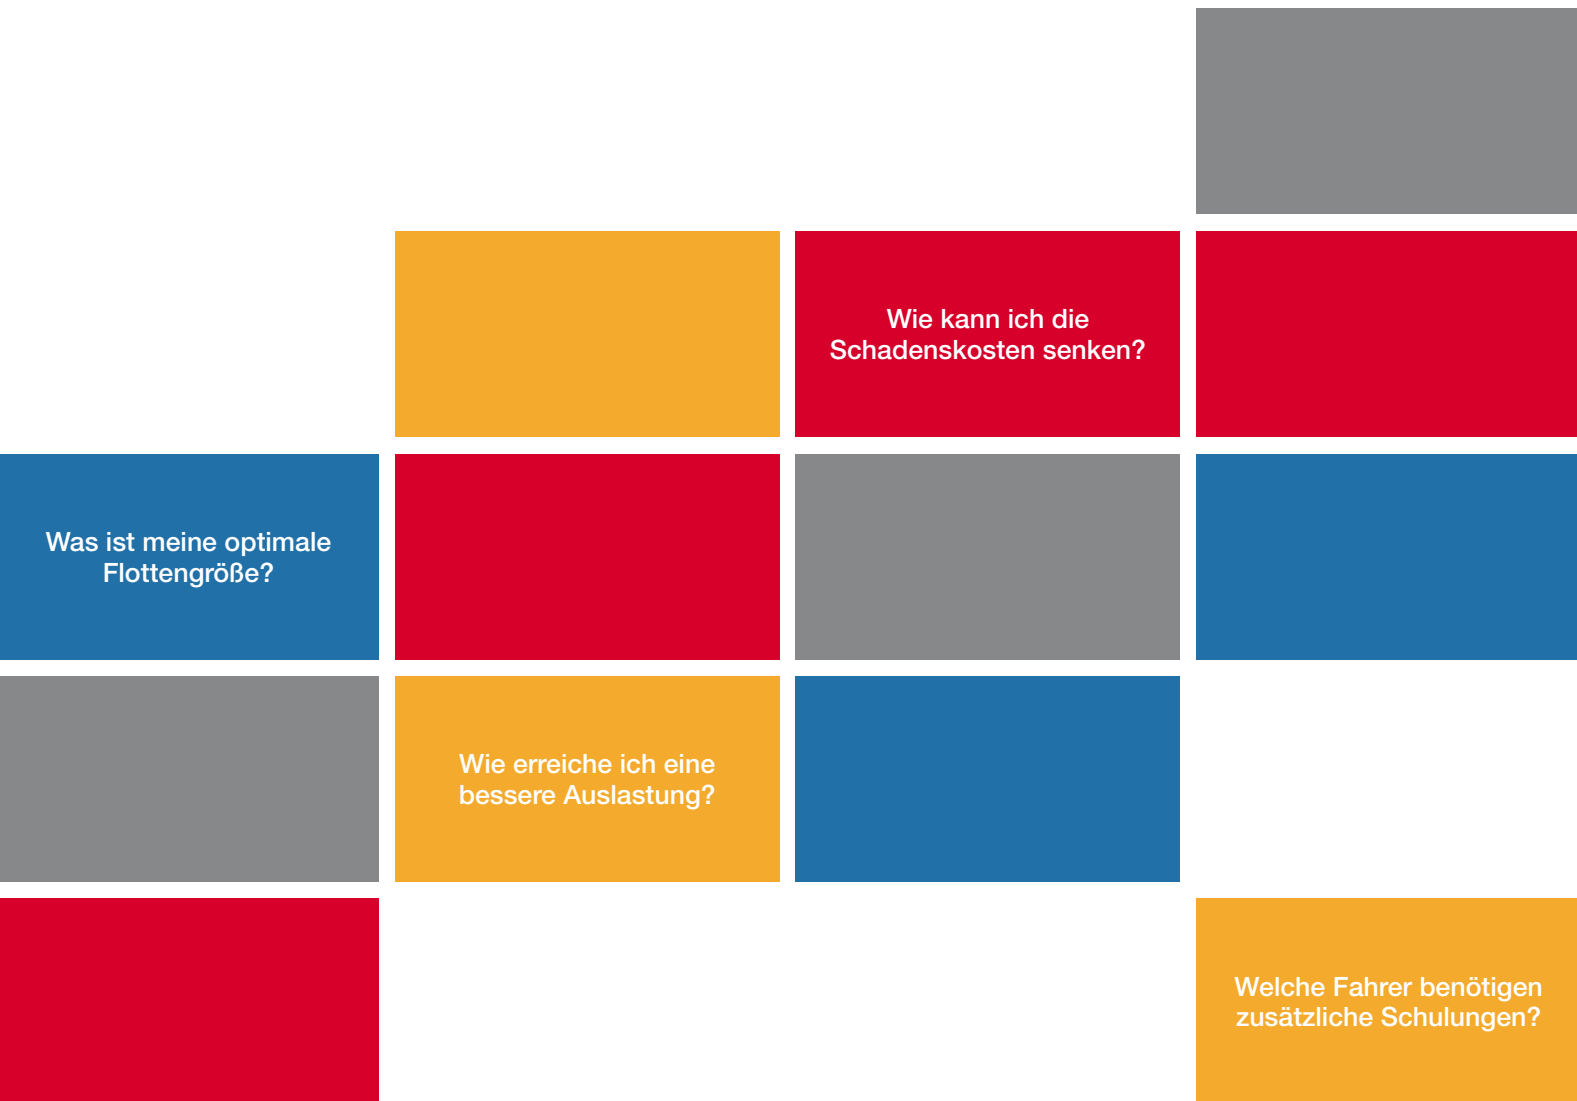 Wie kann ich die
Schadenskosten senken?
Was ist meine optimale
Flottengröße?
Wie erreiche ich eine
bessere Auslastung?
Welche Fahrer benötigen
zusätzliche Schulungen?